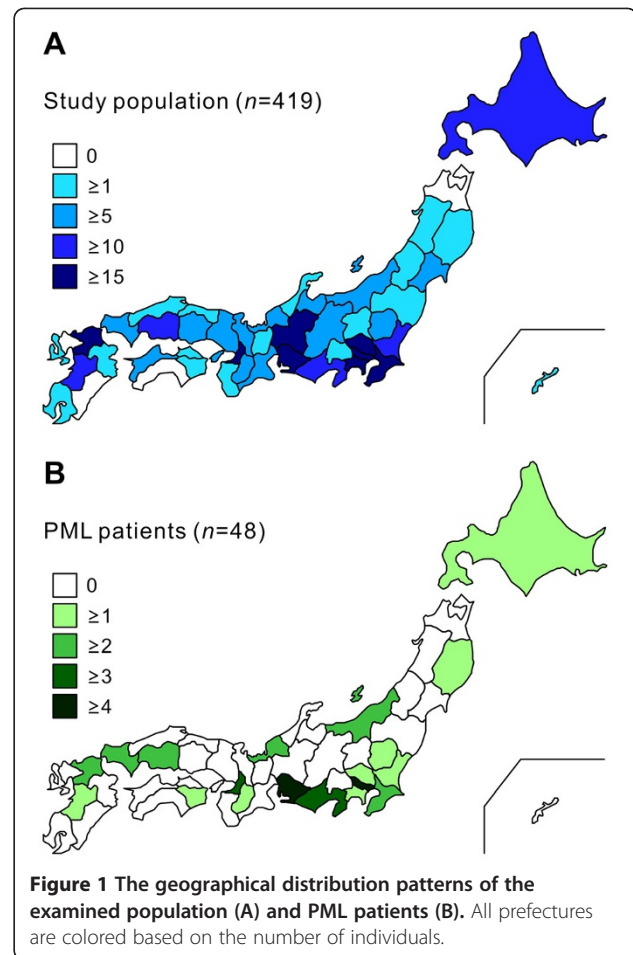 A
Study population (n=419)
0
≥1
≥5
≥10
≥15
B
PML patients (n=48)
0
≥1
≥2
≥3
≥4
Figure 1 The geographical distribution patterns of the
examined population (A) and PML patients (B). All prefectures
are colored based on the number of individuals.